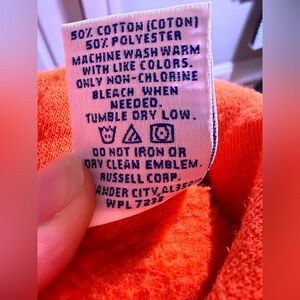 50% COTTON (COTON)
50% POLYESTER
MACHINE WASH WARM
WITH LIKE COLORS.
ONLY NON-CHLORINE
BLEACH WHEN
NEEDED.
TUMBLE DRY LOW.
DO NOT IRON OR
DRY CLEAN EMBLEM.
RUSSELL CORP.
ANDER CITY, AL
WPL 7238